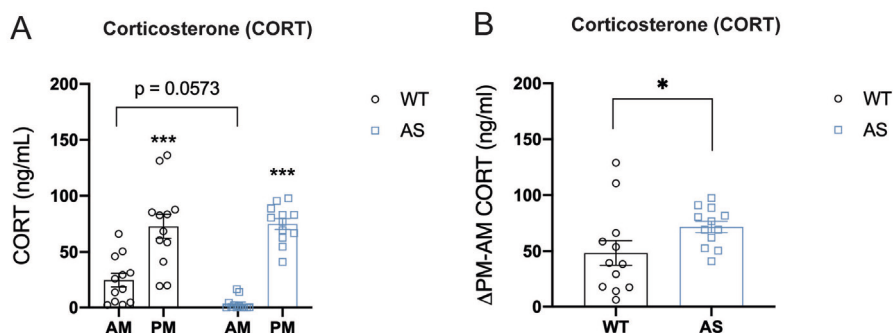 A
Corticosterone (CORT)
p = 0.0573
***
***
CORT (ng/mL)
200
150
100
50
0
AM PM AM PM
WT
AS
B
Corticosterone (CORT)
*
ΔPM-AM CORT (ng/ml)
200
150
100
50
0
WT AS
WT
AS